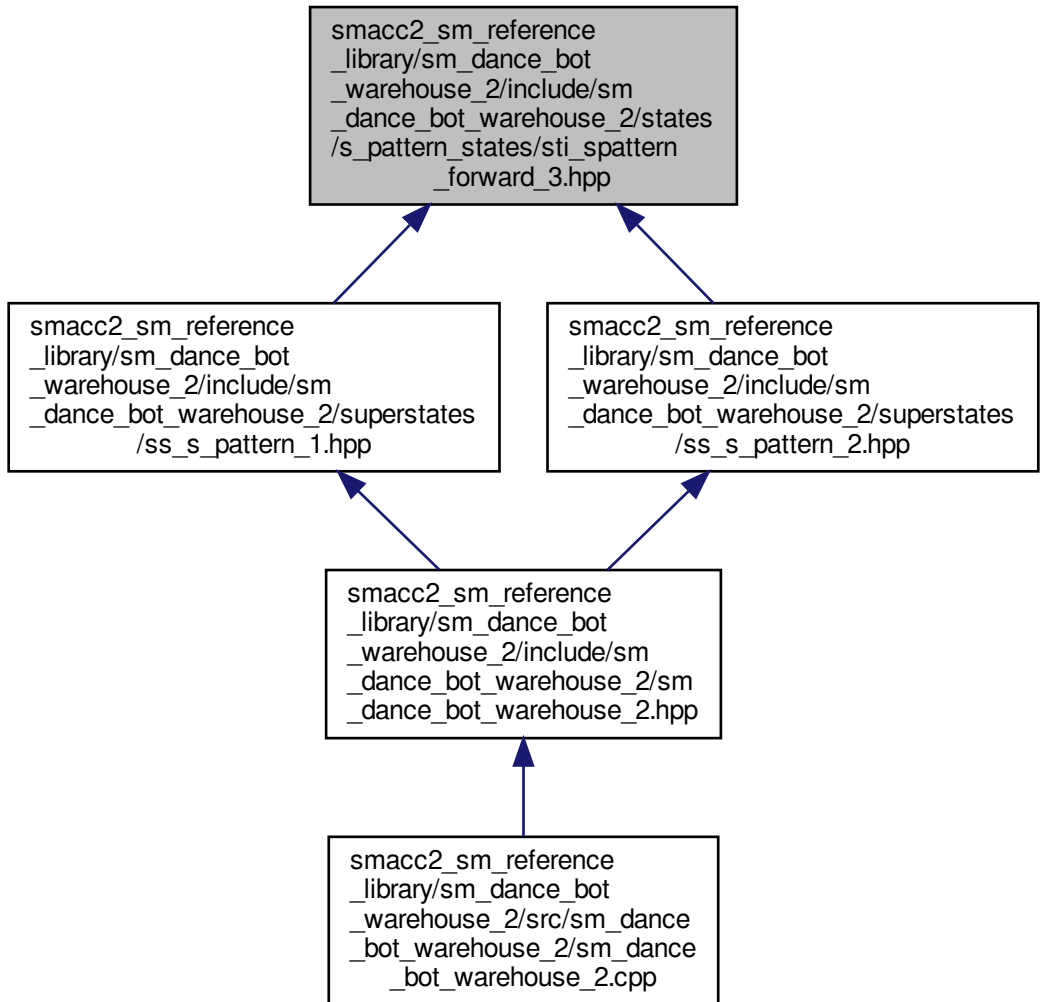 smacc2_sm_reference
_library/sm_dance_bot
_warehouse_2/include/sm
_dance_bot_warehouse_2/states
/s_pattern_states/sti_spattern
_forward_3.hpp
smacc2_sm_reference
_library/sm_dance_bot
_warehouse_2/include/sm
_dance_bot_warehouse_2/superstates
/ss_s_pattern_1.hpp
smacc2_sm_reference
_library/sm_dance_bot
_warehouse_2/include/sm
_dance_bot_warehouse_2/superstates
/ss_s_pattern_2.hpp
smacc2_sm_reference
_library/sm_dance_bot
_warehouse_2/include/sm
_dance_bot_warehouse_2/sm
_dance_bot_warehouse_2.hpp
smacc2_sm_reference
_library/sm_dance_bot
_warehouse_2/src/sm_dance
_bot_warehouse_2/sm_dance
_bot_warehouse_2.cpp